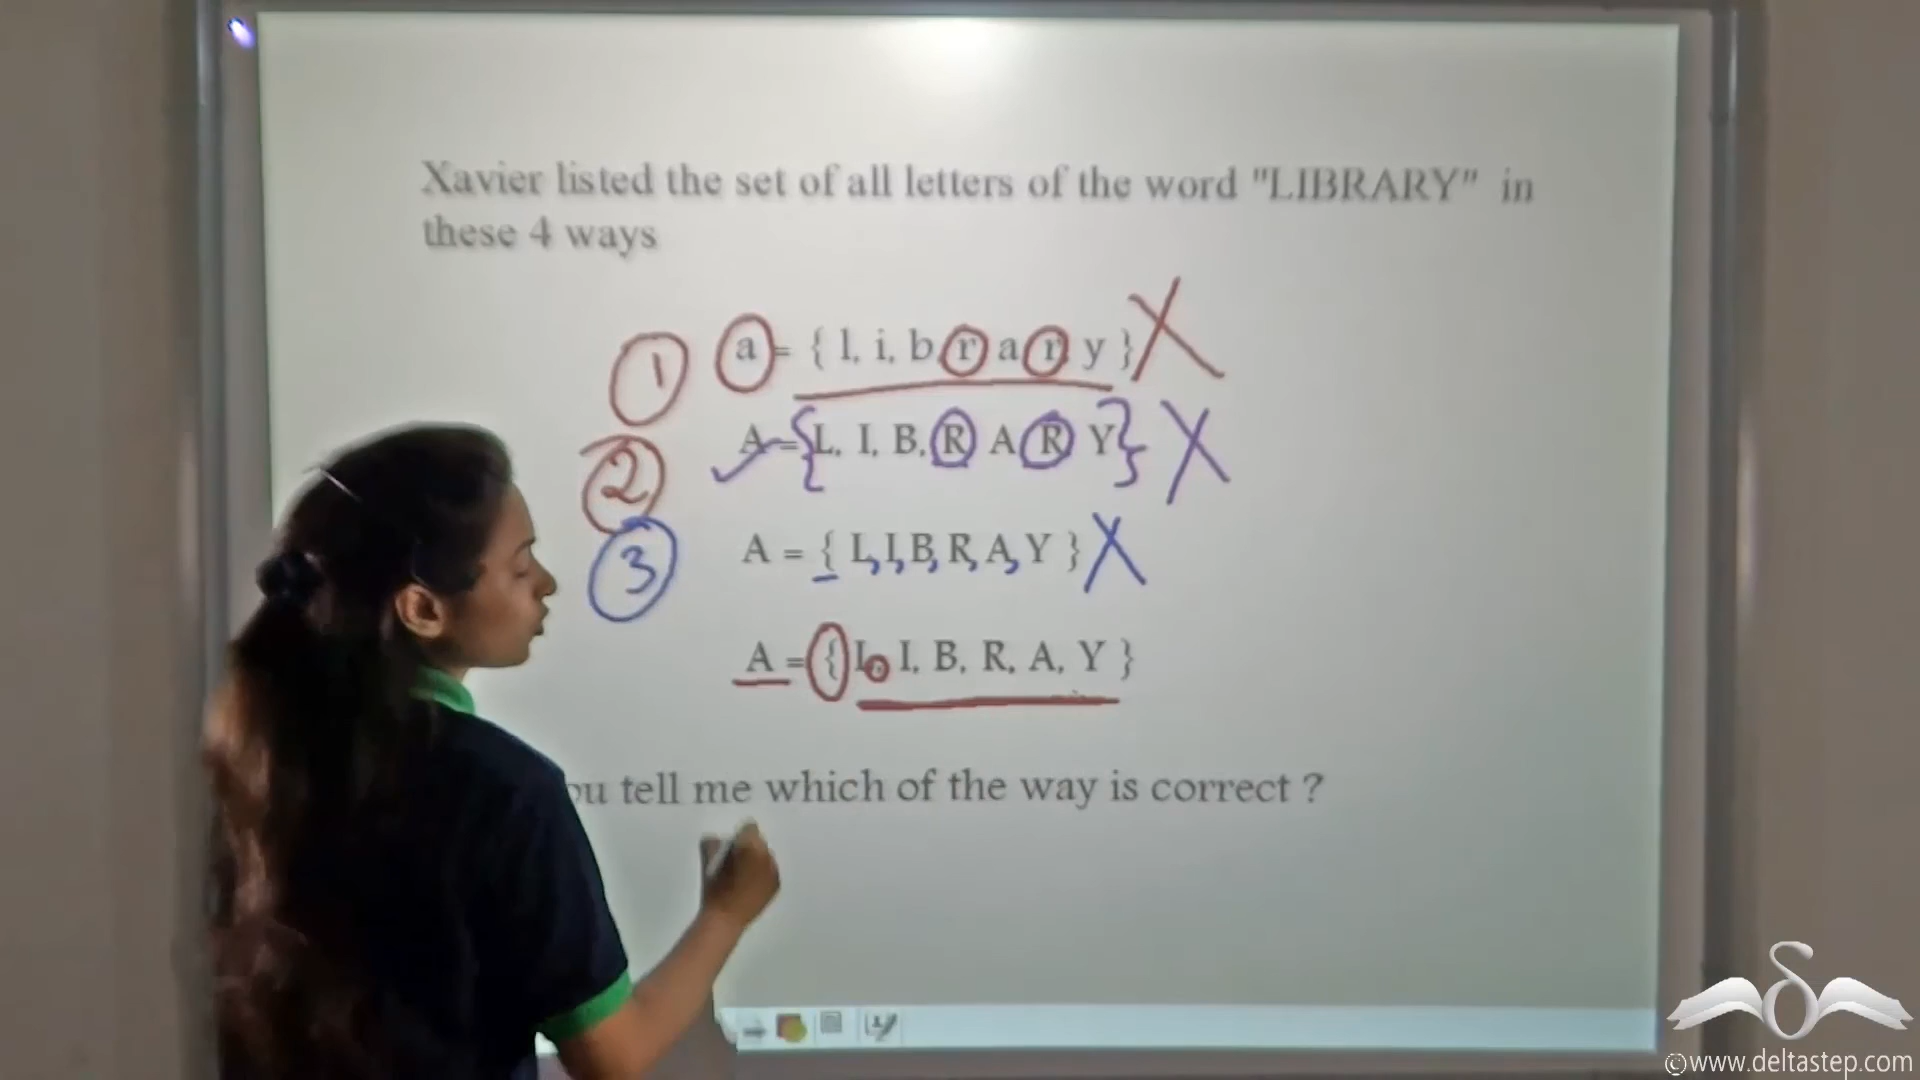 Xavier listed the set of all letters of the word "LIBRARY" in
these 4 ways
1 a = { l, i, b, r a r y } X
2 A = { L, I, B, R A R Y } X
3 A = { L, I, B, R, A, Y } X
A = { L, I, B, R, A, Y }
ou tell me which of the way is correct ?
©www.deltastep.com